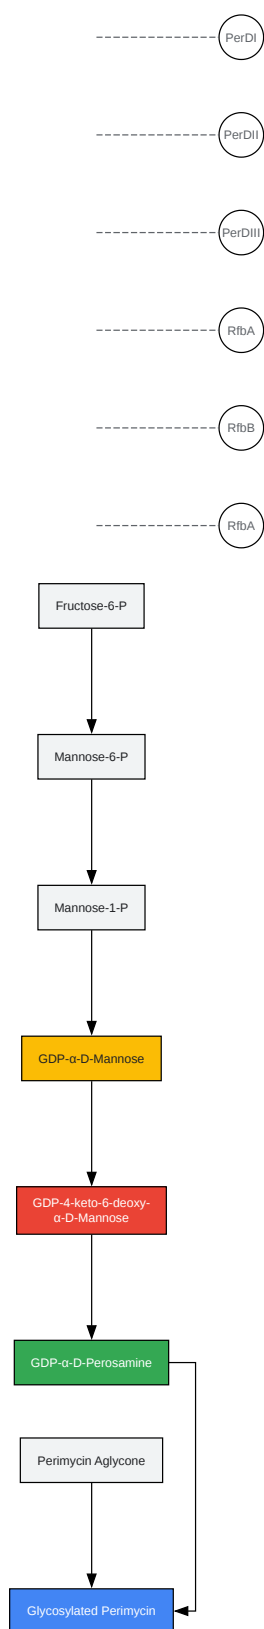 PerDI
PerDII
PerDIII
RfbA
RfbB
RfbA
Fructose-6-P
Mannose-6-P
Mannose-1-P
GDP-α-D-Mannose
GDP-4-keto-6-deoxy-
α-D-Mannose
GDP-α-D-Perosamine
Perimycin Aglycone
Glycosylated Perimycin